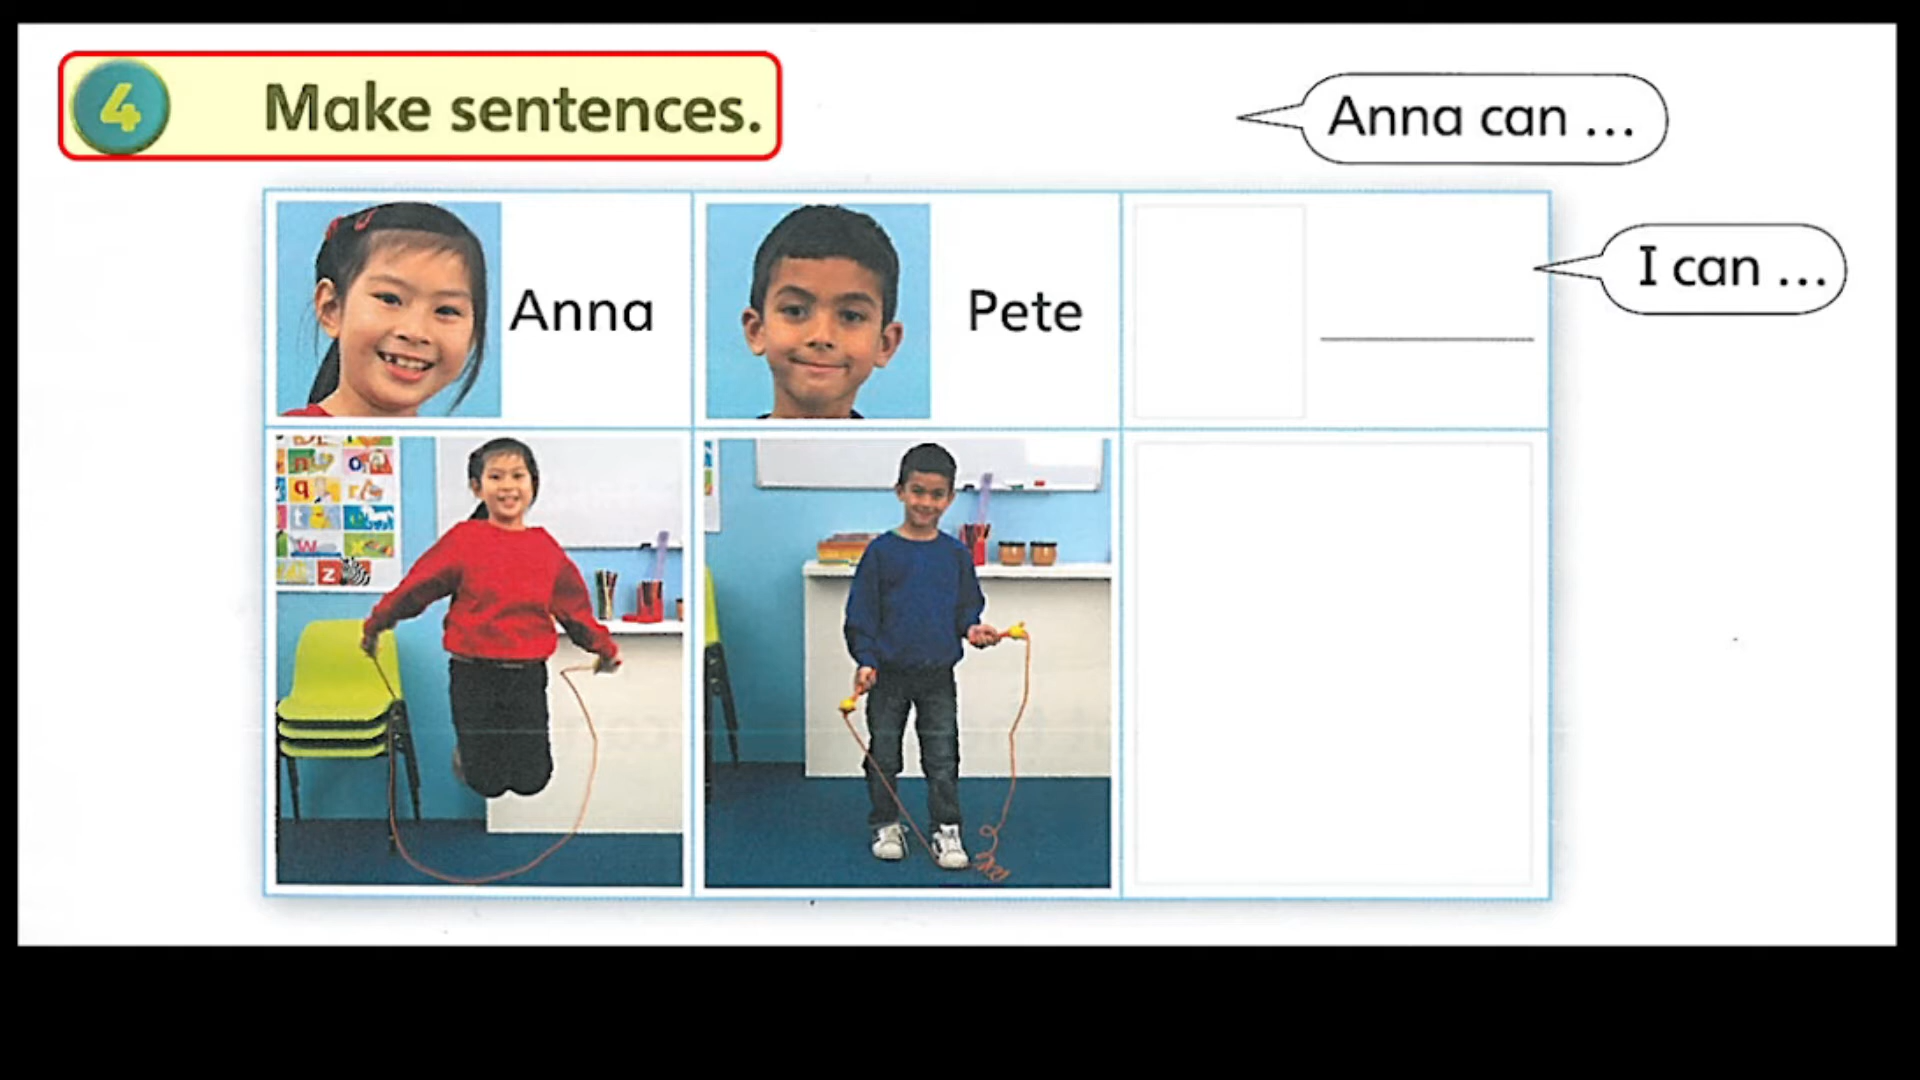 4 Make sentences.
Anna can ...
Anna
Pete
I can ...
n
o
q
r
t
w
x
z